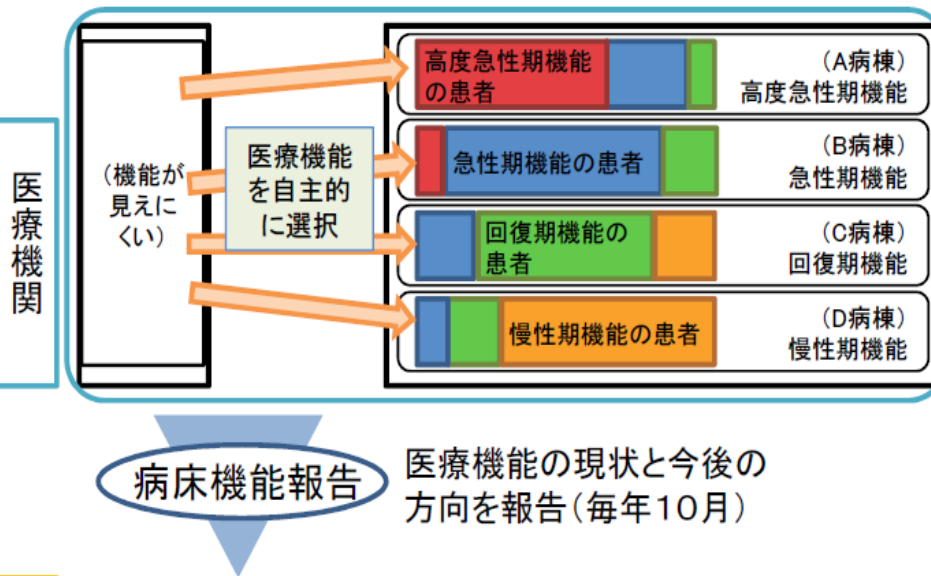 医療機関
(機能が
見えに
くい)
医療機能
を自主的
に選択
高度急性期機能
の患者
(A病棟)
高度急性期機能
急性期機能の患者
(B病棟)
急性期機能
回復期機能の
患者
(C病棟)
回復期機能
慢性期機能の患者
(D病棟)
慢性期機能
病床機能報告
医療機能の現状と今後の
方向を報告(毎年10月)